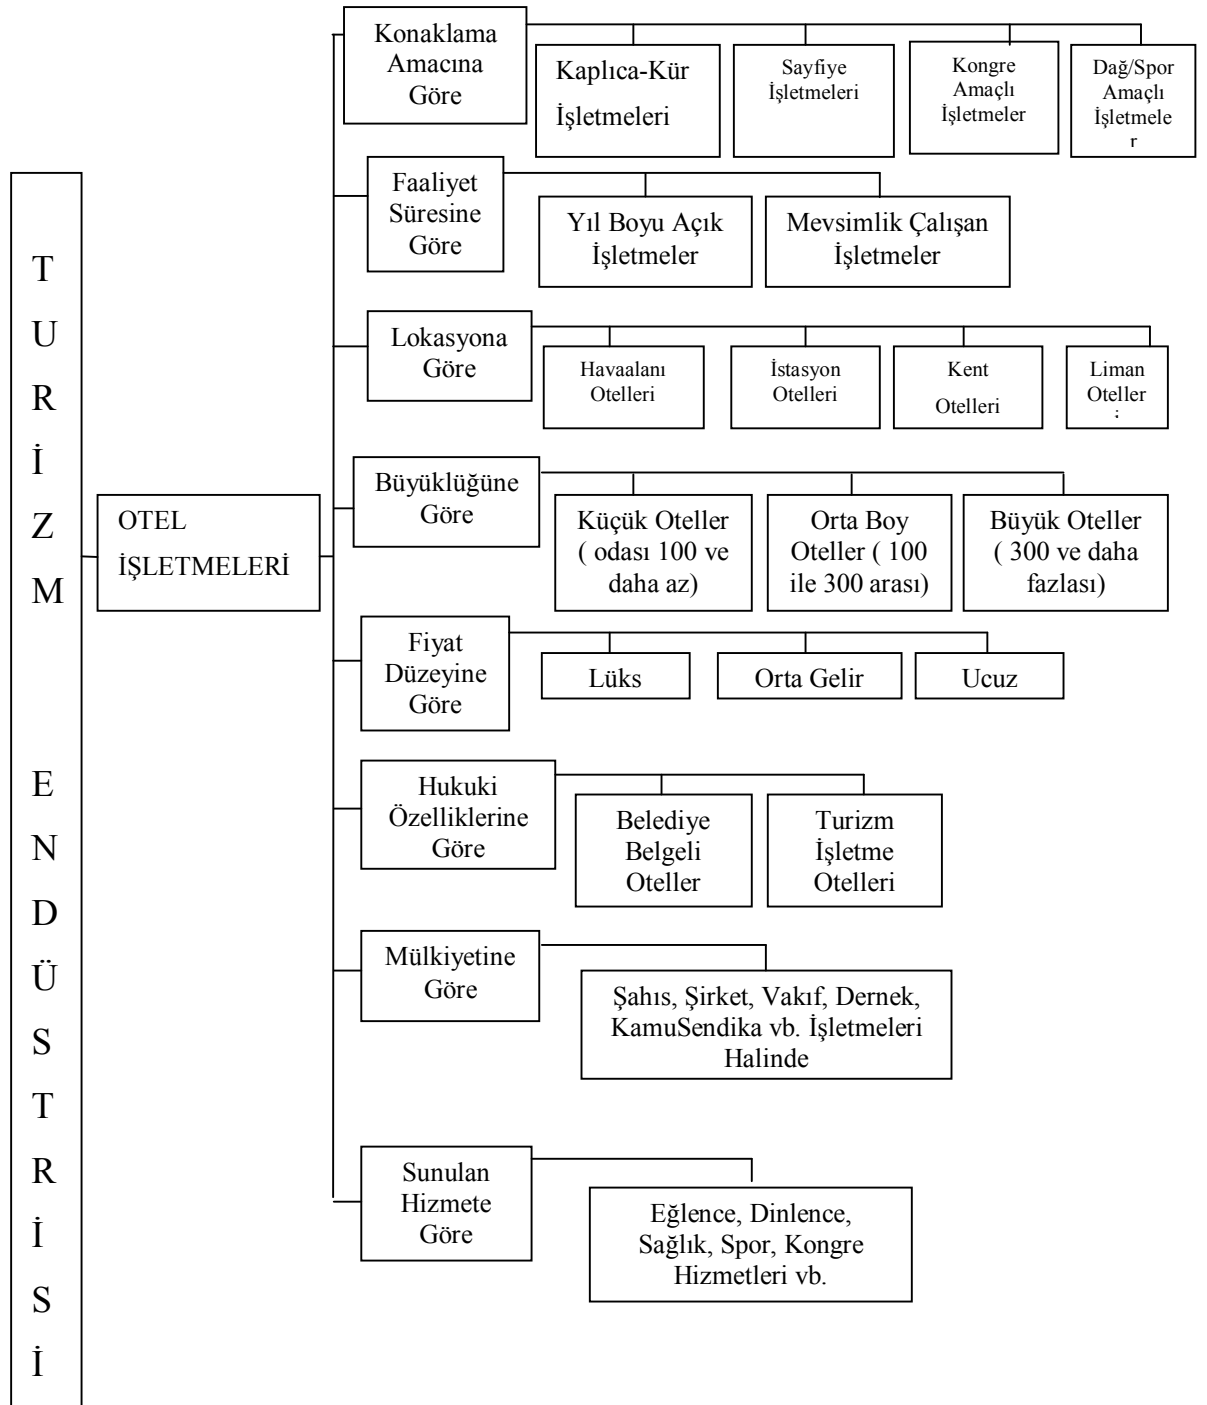 T
U
R
İ
Z
M
E
N
D
Ü
S
T
R
İ
S
İ
OTEL
İŞLETMELERİ
Konaklama
Amacına
Göre
Kaplıca-Kür
İşletmeleri
Sayfiye
İşletmeleri
Kongre
Amaçlı
İşletmeler
Dağ/Spor
Amaçlı
İşletmele
r
Faaliyet
Süresine
Göre
Yıl Boyu Açık
İşletmeler
Mevsimlik Çalışan
İşletmeler
Lokasyona
Göre
Havaalanı
Otelleri
İstasyon
Otelleri
Kent
Otelleri
Liman
Oteller
i
Büyüklüğüne
Göre
Küçük Oteller
( odası 100 ve
daha az)
Orta Boy
Oteller ( 100
ile 300 arası)
Büyük Oteller
( 300 ve daha
fazlası)
Fiyat
Düzeyine
Göre
Lüks
Orta Gelir
Ucuz
Hukuki
Özelliklerine
Göre
Belediye
Belgeli
Oteller
Turizm
İşletme
Otelleri
Mülkiyetine
Göre
Şahıs, Şirket, Vakıf, Dernek,
KamuSendika vb. İşletmeleri
Halinde
Sunulan
Hizmete
Göre
Eğlence, Dinlence,
Sağlık, Spor, Kongre
Hizmetleri vb.